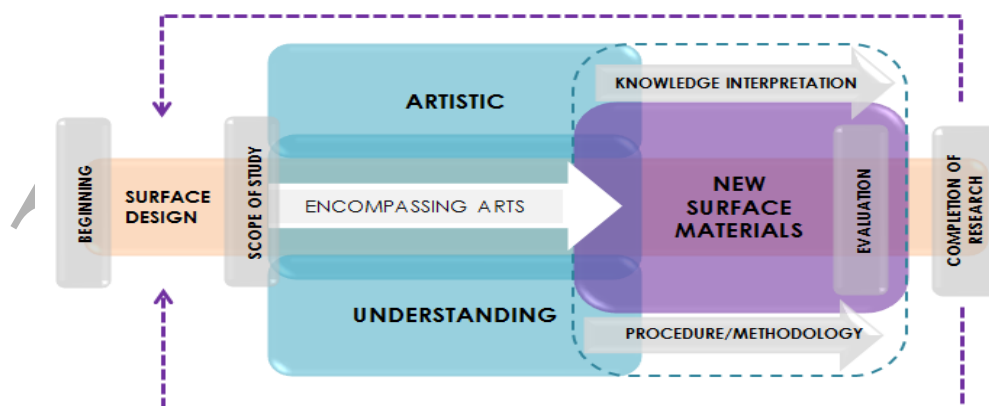 BEGINNING
SURFACE
DESIGN
SCOPE OF STUDY
ARTISTIC
ENCOMPASSING ARTS
UNDERSTANDING
KNOWLEDGE INTERPRETATION
NEW
SURFACE
MATERIALS
PROCEDURE/METHODOLOGY
EVALUATION
COMPLETION OF
RESEARCH